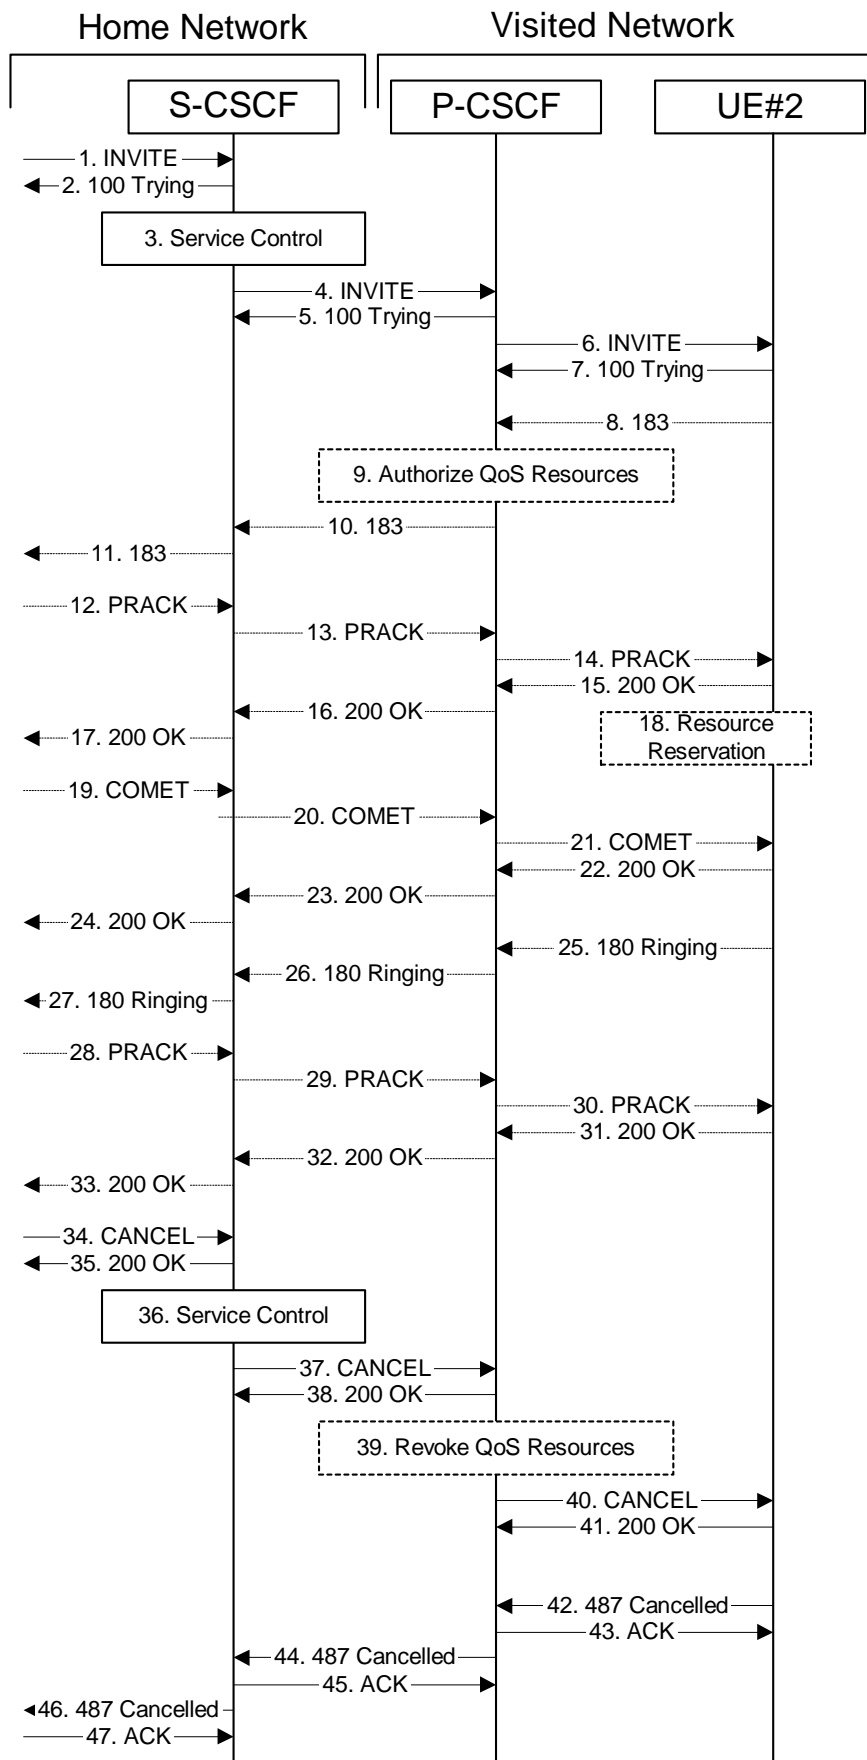 Home Network
Visited Network
S-CSCF
P-CSCF
UE#2
1. INVITE
2. 100 Trying
3. Service Control
4. INVITE
5. 100 Trying
6. INVITE
7. 100 Trying
8. 183
9. Authorize QoS Resources
10. 183
11. 183
12. PRACK
13. PRACK
14. PRACK
15. 200 OK
16. 200 OK
17. 200 OK
18. Resource
Reservation
19. COMET
20. COMET
21. COMET
22. 200 OK
23. 200 OK
24. 200 OK
25. 180 Ringing
26. 180 Ringing
27. 180 Ringing
28. PRACK
29. PRACK
30. PRACK
31. 200 OK
32. 200 OK
33. 200 OK
34. CANCEL
35. 200 OK
36. Service Control
37. CANCEL
38. 200 OK
39. Revoke QoS Resources
40. CANCEL
41. 200 OK
42. 487 Cancelled
43. ACK
44. 487 Cancelled
45. ACK
46. 487 Cancelled
47. ACK